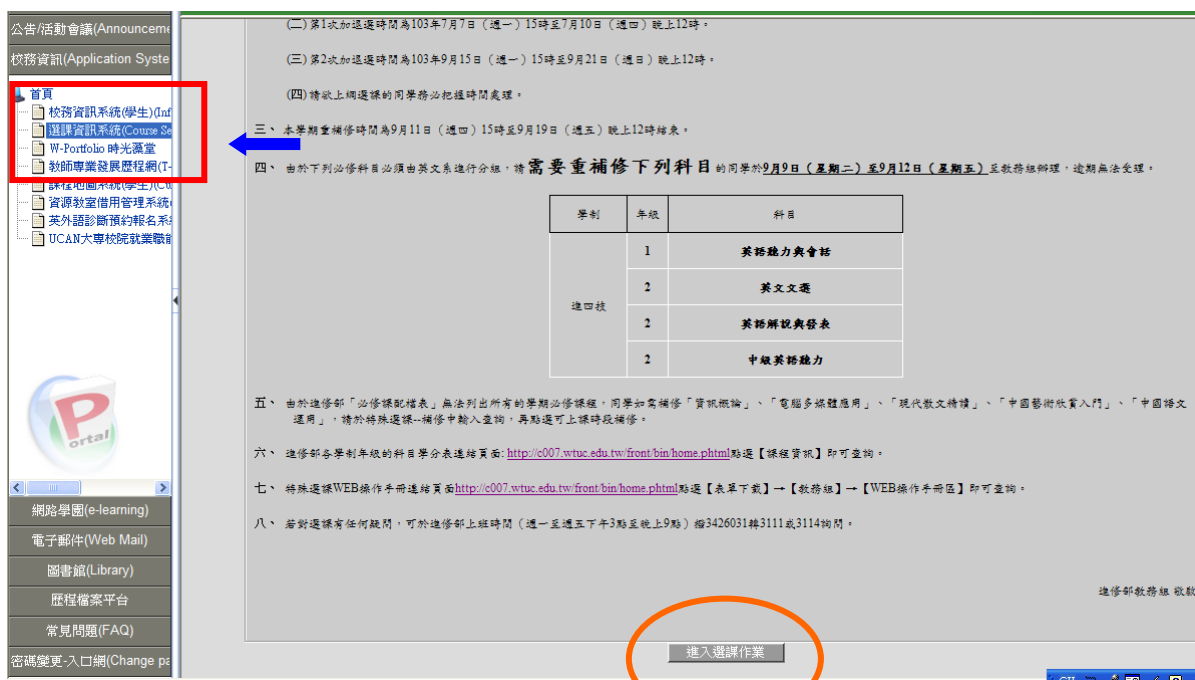 公告/活動會議(Announceme
校務資訊(Application Syste
首頁
校務資訊系統(學生)(Inf
選課資訊系統(Course Se
W-Portfolio 時光藻堂
教師專業發展歷程網(T-
課程地圖系統(學生)(Cu
資源教室借用管理系統
英外語診斷預約報名系
UCAN大專校院就業職能
Portal
網路學園(e-learning)
電子郵件(Web Mail)
圖書館(Library)
歷程檔案平台
常見問題(FAQ)
密碼變更-入口網(Change pa
(二)第1次加退選時間為103年7月7日（週一）15時至7月10日（週四）晚上12時。
(三)第2次加退選時間為103年9月15日（週一）15時至9月21日（週日）晚上12時。
(四)請欲上網選課的同學務必把握時間處理。
三、 本學期重補修時間為9月11日（週四）15時至9月19日（週五）晚上12時結束。
四、 由於下列必修科目必須由英文系進行分組，請需要重補修下列科目的同學於9月9日（星期二）至9月12日（星期五）至教務組辦理，逾期無法受理。
學制 年級 科目
進四技
1 英語聽力與會話
2 英文文選
2 英語解說與發表
2 中級英語聽力
五、 由於進修部「必修課配檔表」無法列出所有的學期必修課程，同學如需補修「資訊概論」、「電腦多媒體應用」、「現代散文精讀」、「中國藝術欣賞入門」、「中國語文
運用」，請於特殊選課--補修中輸入查詢，再點選可上課時段補修。
六、 進修部各學制年級的科目學分表連結頁面: http://c007.wtuc.edu.tw/front/bin/home.phtml點選【課程資訊】即可查詢。
七、 特殊選課WEB操作手冊連結頁面http://c007.wtuc.edu.tw/front/bin/home.phtml點選【表單下載】→【教務組】→【WEB操作手冊區】即可查詢。
八、 若對選課有任何疑問，可於進修部上班時間（週一至週五下午3點至晚上9點）撥3426031轉3111或3114詢問。
進修部教務組 敬啟
進入選課作業